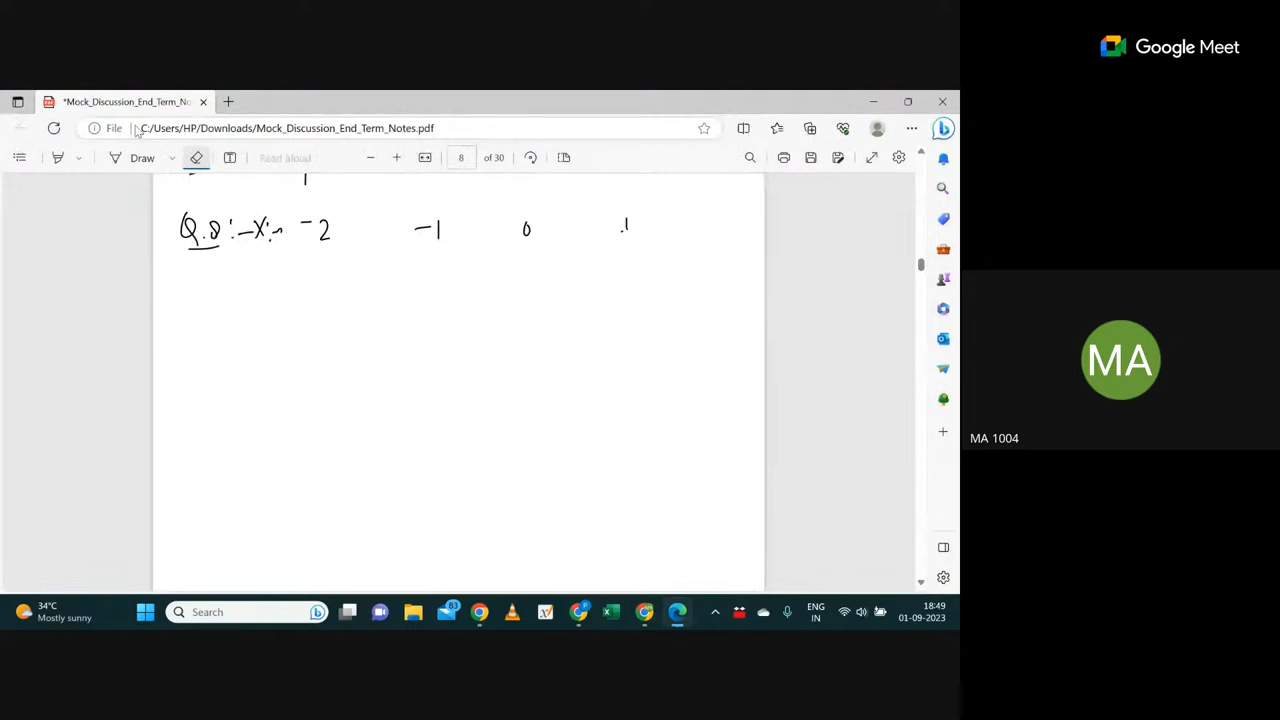 Google Meet
*Mock_Discussion_End_Term_No
File C:/Users/HP/Downloads/Mock_Discussion_End_Term_Notes.pdf
Draw Read aloud 8 of 30
Q.8:- X:- -2 -1 0 1
MA
MA 1004
34°C
Mostly sunny
Search
83
ENG
IN
18:49
01-09-2023